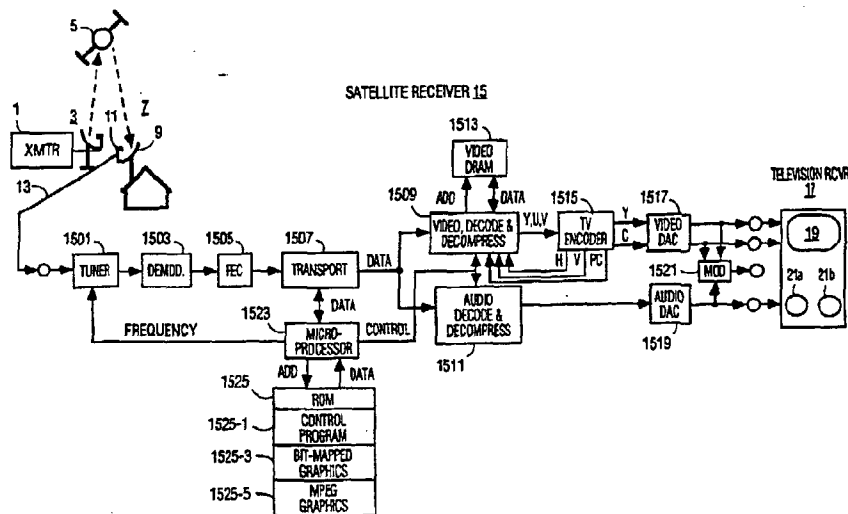 5
SATELLITE RECEIVER 15
1
3
11
7
9
XMTR
13
1513
VIDEO
DRAM
TELEVISION RCVR
17
ADD
DATA
1509
1515
1517
VIDEO, DECODE &
DECOMPRESS
Y,U,V
TV
ENCODER
Y
C
VIDEO
DAC
19
1501
1503
1505
1507
TUNER
DEMOD.
FEC
TRANSPORT
DATA
H
V
PC
1521
MOD
21a
21b
AUDIO
DECODE &
DECOMPRESS
AUDIO
DAC
1511
1519
DATA
1523
FREQUENCY
MICRO-
PROCESSOR
CONTROL
ADD
DATA
1525
ROM
1525-1
CONTROL
PROGRAM
1525-3
BIT-MAPPED
GRAPHICS
1525-5
MPEG
GRAPHICS